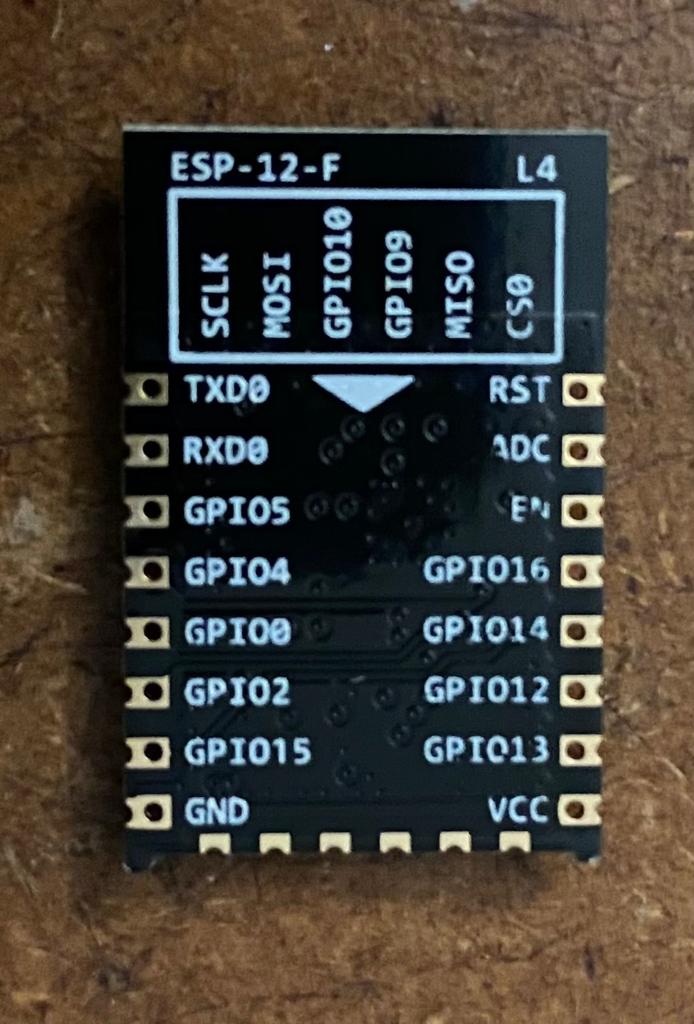 ESP-12-F L4
SCLK MOSI GPIO10 GPIO9 MISO CS0
TXD0 RST
RXD0 ADC
GPIO5 EN
GPIO4 GPIO16
GPIO0 GPIO14
GPIO2 GPIO12
GPIO15 GPIO13
GND VCC